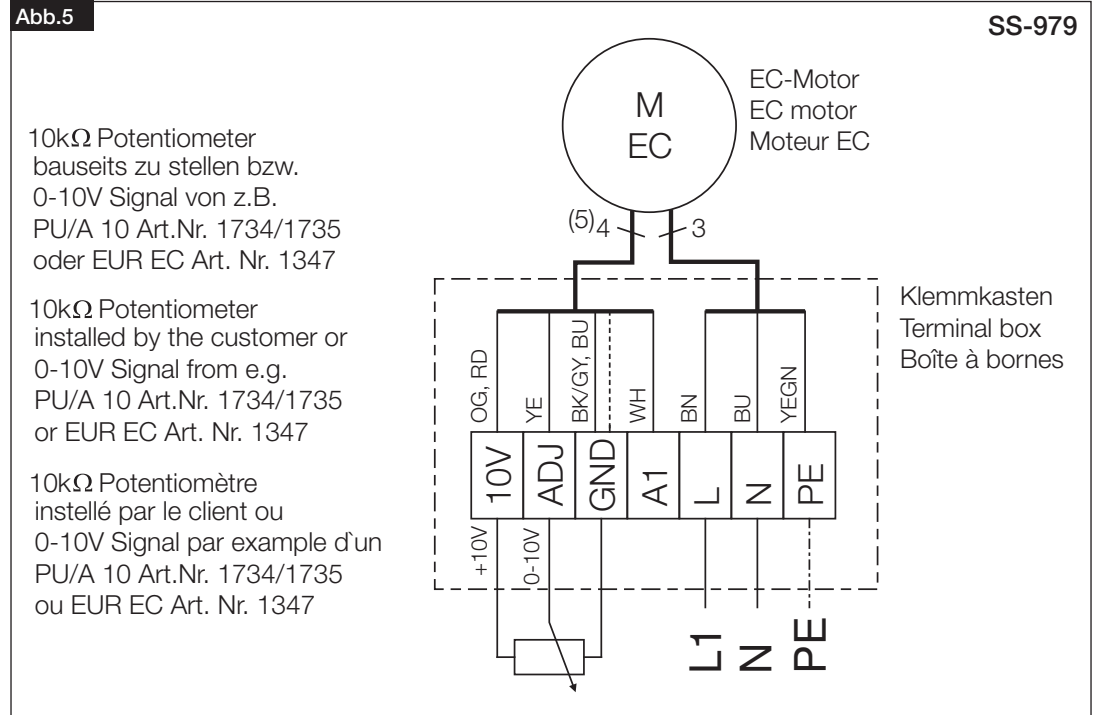 Abb.5
SS-979
M
EC
EC-Motor
EC motor
Moteur EC
10kΩ Potentiometer
bauseits zu stellen bzw.
0-10V Signal von z.B.
PU/A 10 Art.Nr. 1734/1735
oder EUR EC Art. Nr. 1347
10kΩ Potentiometer
installed by the customer or
0-10V Signal from e.g.
PU/A 10 Art.Nr. 1734/1735
or EUR EC Art. Nr. 1347
10kΩ Potentiomètre
instellé par le client ou
0-10V Signal par example d`un
PU/A 10 Art.Nr. 1734/1735
ou EUR EC Art. Nr. 1347
(5)4
3
Klemmkasten
Terminal box
Boîte à bornes
OG, RD
YE
BK/GY, BU
WH
BN
BU
YEGN
10V
ADJ
GND
A1
L
N
PE
+10V
0-10V
L1
N
PE